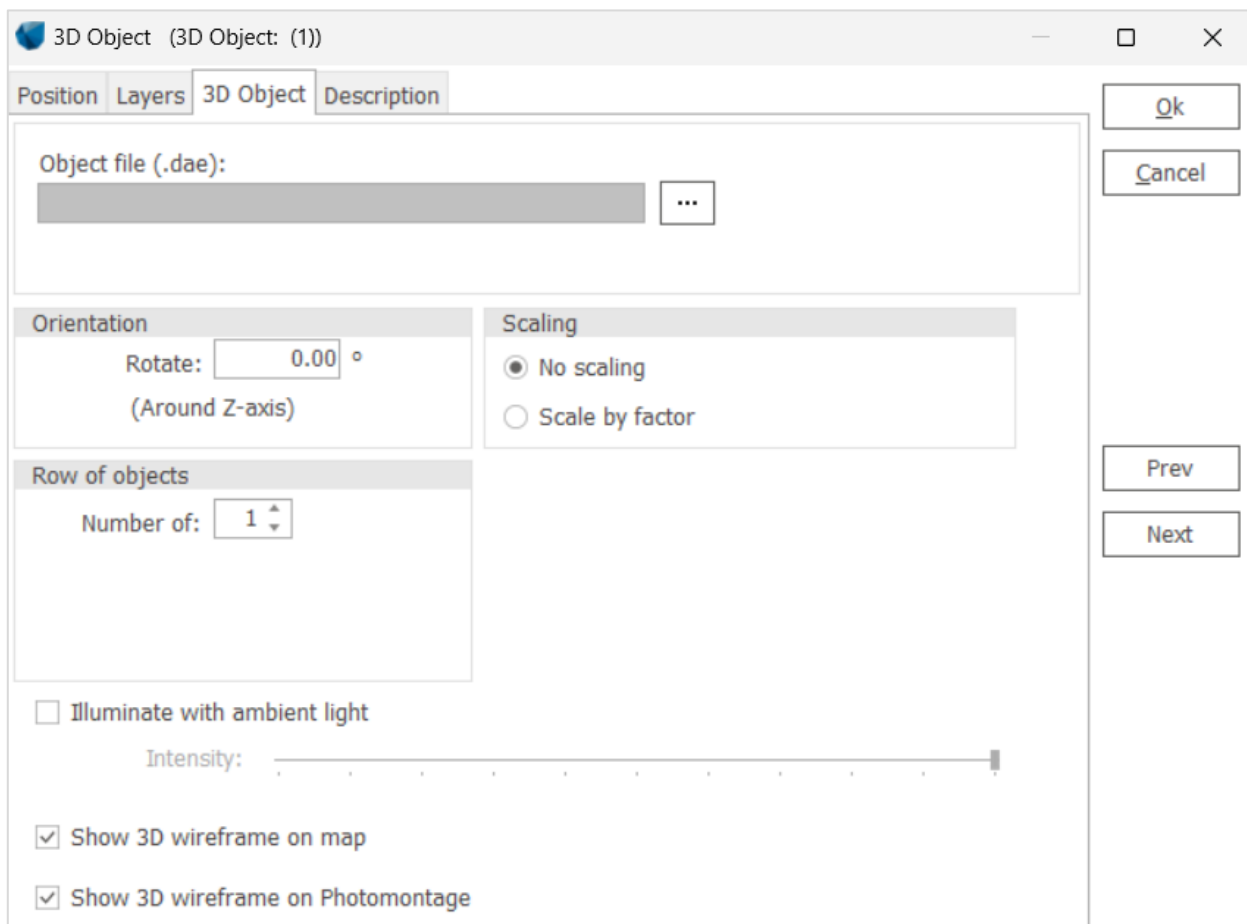 3D Object (3D Object: (1))
Position Layers 3D Object Description
Ok
Cancel
Object file (.dae):
...
Orientation
Rotate: 0.00 °
(Around Z-axis)
Scaling
No scaling
Scale by factor
Row of objects
Number of: 1
Prev
Next
Illuminate with ambient light
Intensity:
Show 3D wireframe on map
Show 3D wireframe on Photomontage